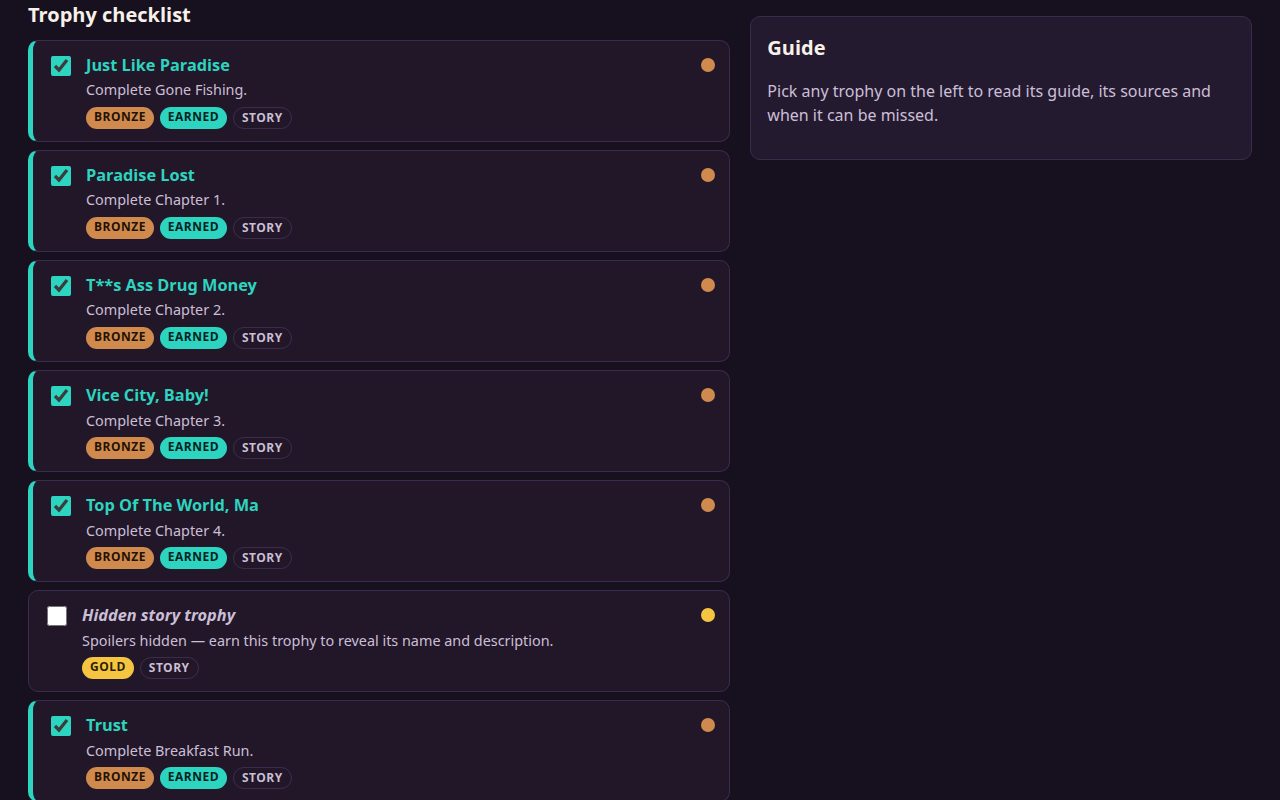 Trophy checklist
Just Like Paradise
Complete Gone Fishing.
BRONZE EARNED STORY
Paradise Lost
Complete Chapter 1.
BRONZE EARNED STORY
T**s Ass Drug Money
Complete Chapter 2.
BRONZE EARNED STORY
Vice City, Baby!
Complete Chapter 3.
BRONZE EARNED STORY
Top Of The World, Ma
Complete Chapter 4.
BRONZE EARNED STORY
Hidden story trophy
Spoilers hidden — earn this trophy to reveal its name and description.
GOLD STORY
Trust
Complete Breakfast Run.
BRONZE EARNED STORY
Guide
Pick any trophy on the left to read its guide, its sources and
when it can be missed.